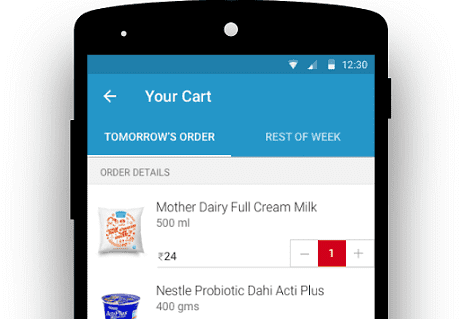 12:30
Your Cart
TOMORROW'S ORDER REST OF WEEK
ORDER DETAILS
Mother Dairy Full Cream Milk
500 ml
₹24 − 1 +
Nestle Probiotic Dahi Acti Plus
400 gms